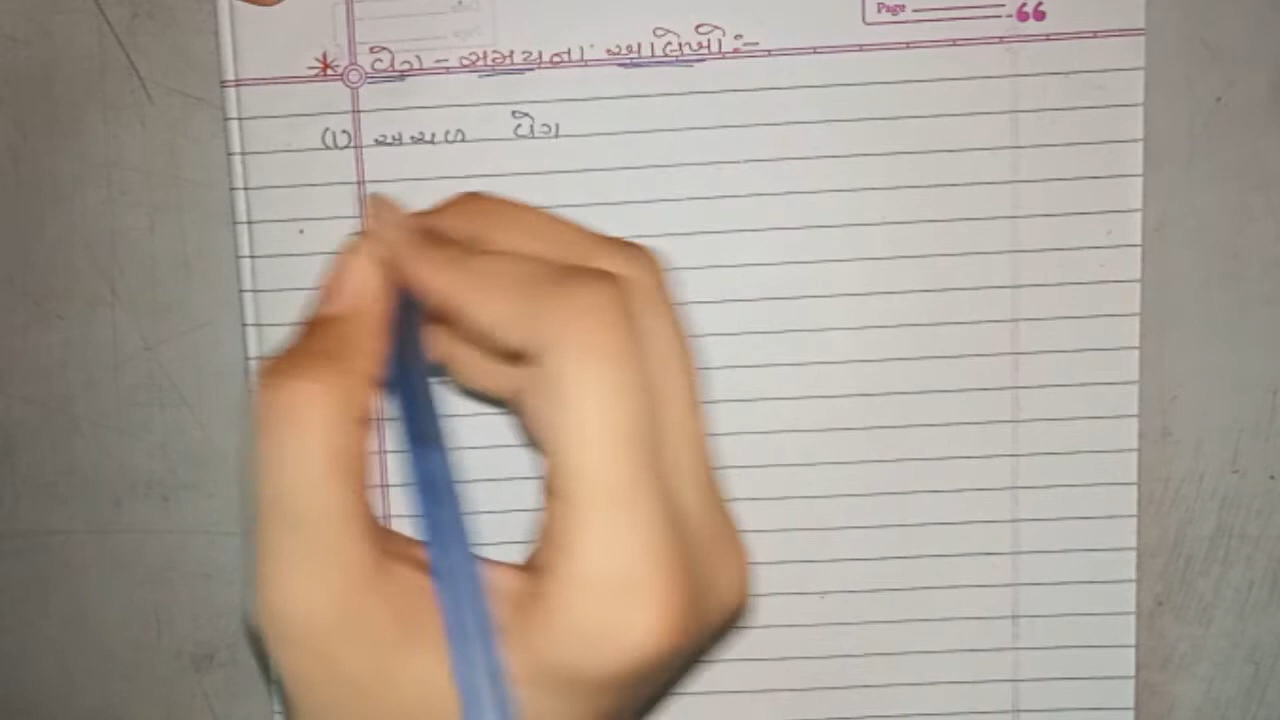 Page -66
* વેગ - સમયના આલેખો :-
(1) અચળ વેગ